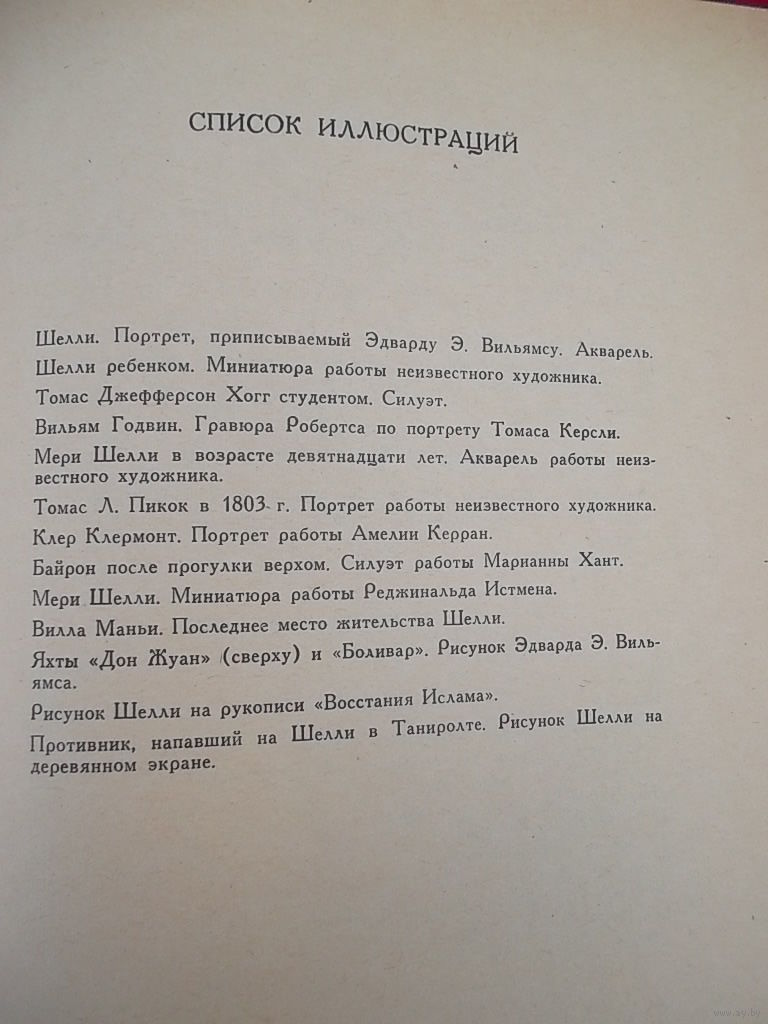 СПИСОК ИЛЛЮСТРАЦИЙ
Шелли. Портрет, приписываемый Эдварду Э. Вильямсу. Акварель.
Шелли ребенком. Миниатюра работы неизвестного художника.
Томас Джефферсон Хогг студентом. Силуэт.
Вильям Годвин. Гравюра Робертса по портрету Томаса Керсли.
Мери Шелли в возрасте девятнадцати лет. Акварель работы неиз-
вестного художника.
Томас Л. Пикок в 1803 г. Портрет работы неизвестного художника.
Клер Клермонт. Портрет работы Амелии Керран.
Байрон после прогулки верхом. Силуэт работы Марианны Хант.
Мери Шелли. Миниатюра работы Реджинальда Истмена.
Вилла Маньи. Последнее место жительства Шелли.
Яхты «Дон Жуан» (сверху) и «Боливар». Рисунок Эдварда Э. Виль-
ямса.
Рисунок Шелли на рукописи «Восстания Ислама».
Противник, напавший на Шелли в Таниролте. Рисунок Шелли на
деревянном экране.
www.ay.by